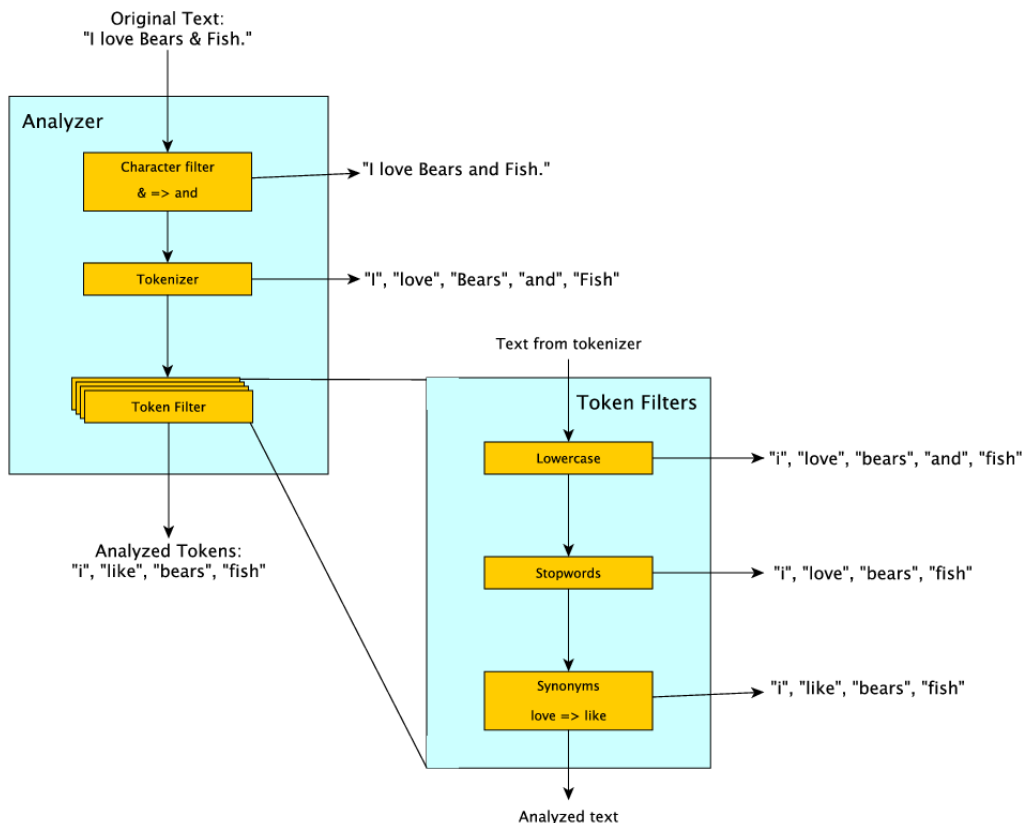 Original Text:
"I love Bears & Fish."
Analyzer
Character filter
& => and
"I love Bears and Fish."
Tokenizer
"I", "love", "Bears", "and", "Fish"
Token Filter
Analyzed Tokens:
"i", "like", "bears", "fish"
Text from tokenizer
Token Filters
Lowercase
"i", "love", "bears", "and", "fish"
Stopwords
"i", "love", "bears", "fish"
Synonyms
love => like
"i", "like", "bears", "fish"
Analyzed text